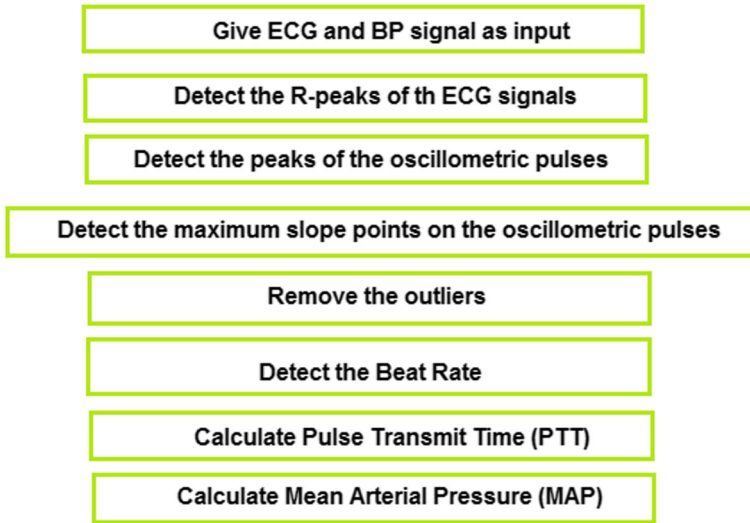 Give ECG and BP signal as input
Detect the R-peaks of th ECG signals
Detect the peaks of the oscillometric pulses
Detect the maximum slope points on the oscillometric pulses
Remove the outliers
Detect the Beat Rate
Calculate Pulse Transmit Time (PTT)
Calculate Mean Arterial Pressure (MAP)